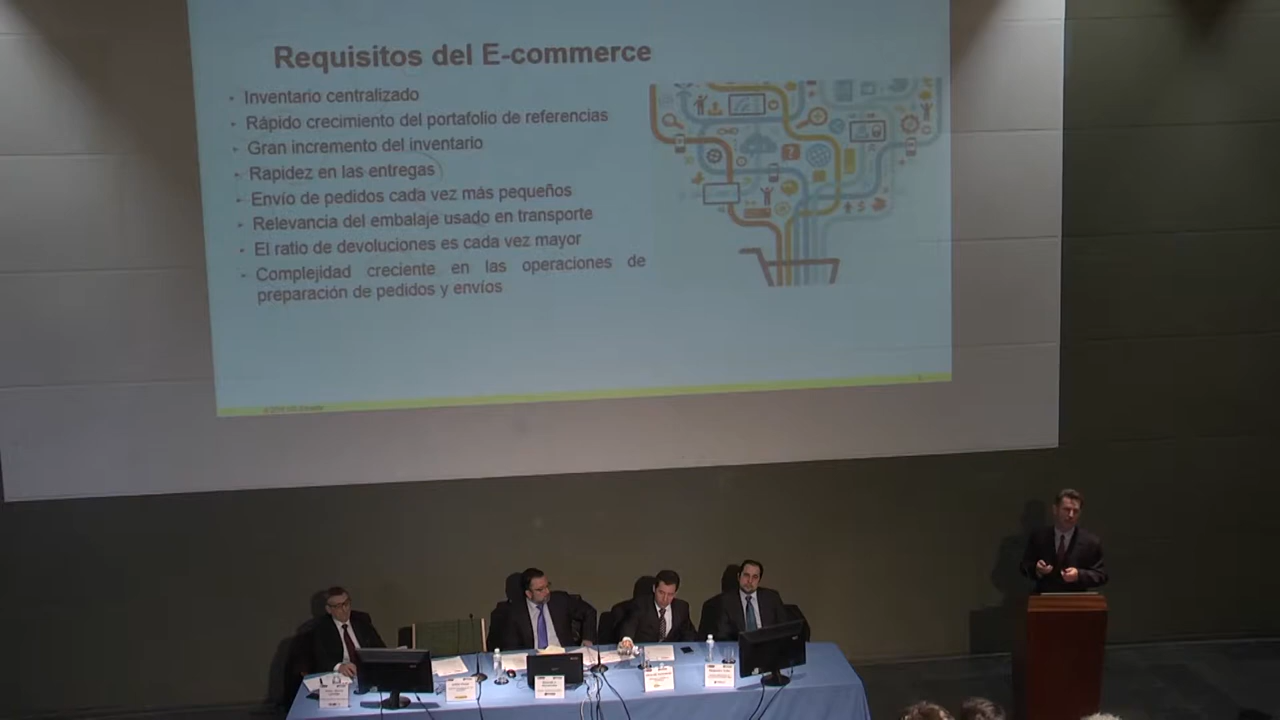 Requisitos del E-commerce
- Inventario centralizado
- Rápido crecimiento del portafolio de referencias
- Gran incremento del inventario
- Rapidez en las entregas
- Envío de pedidos cada vez más pequeños
- Relevancia del embalaje usado en transporte
- El ratio de devoluciones es cada vez mayor
- Complejidad creciente en las operaciones de
preparación de pedidos y envíos